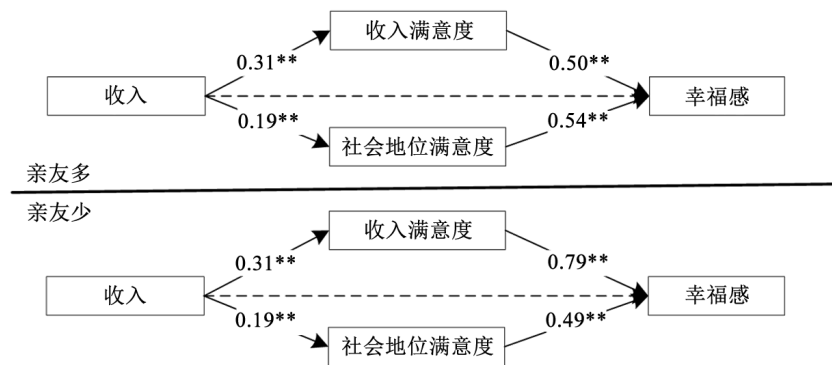 收入满意度
0.31**
0.50**
收入
幸福感
0.19**
0.54**
社会地位满意度
亲友多
亲友少
收入满意度
0.31**
0.79**
收入
幸福感
0.19**
0.49**
社会地位满意度